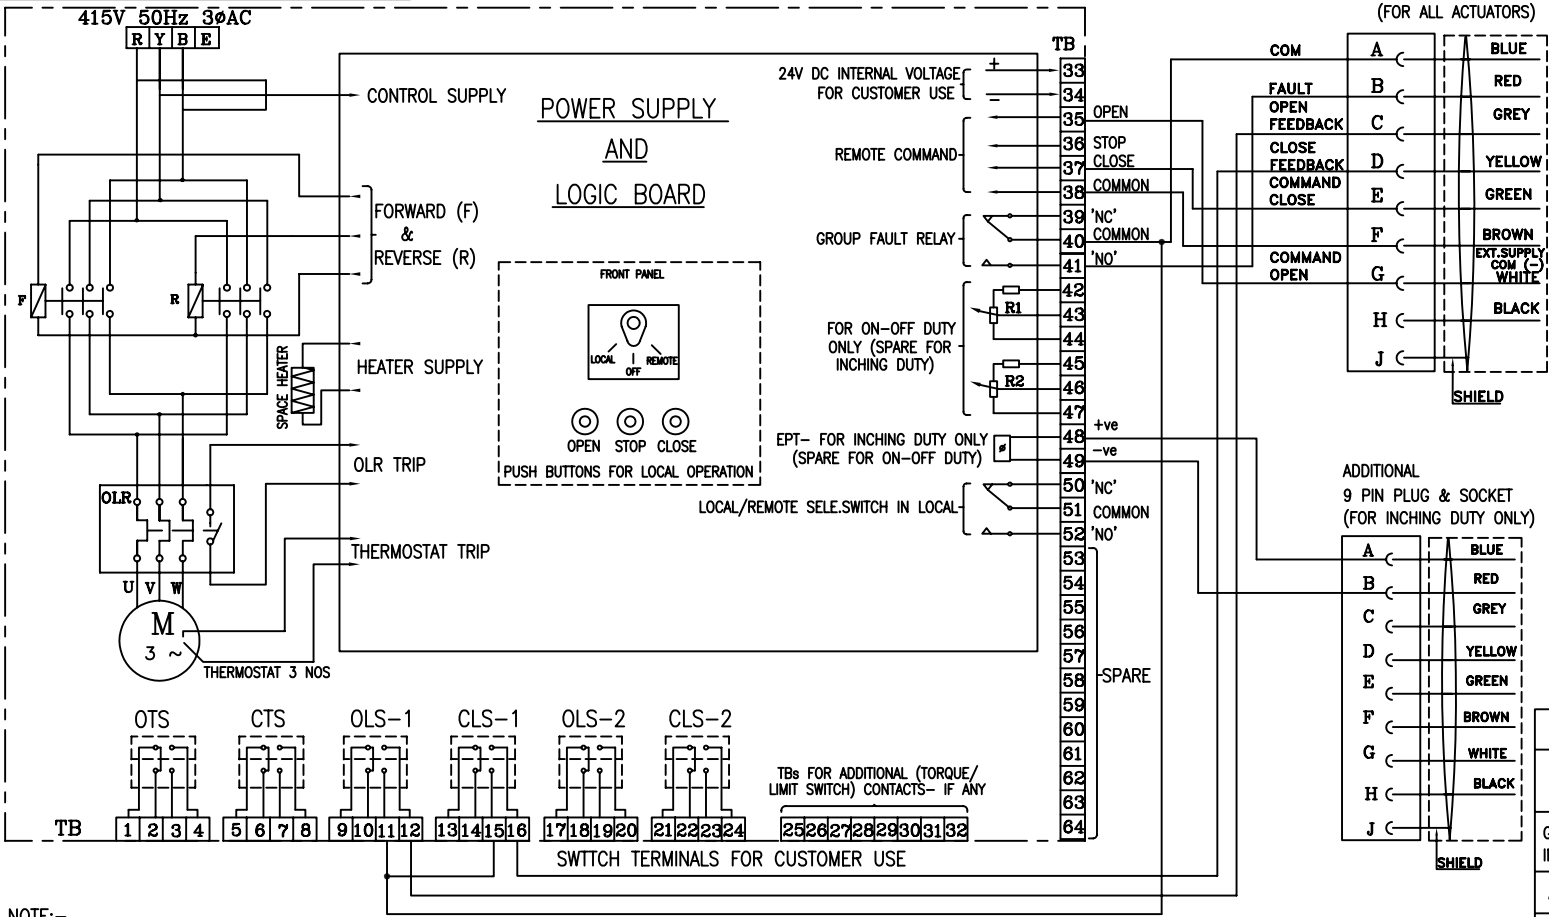 415V 50Hz 3øAC
R Y B E
CONTROL SUPPLY
POWER SUPPLY
AND
LOGIC BOARD
FORWARD (F)
&
REVERSE (R)
F
R
SPACE HEATER
HEATER SUPPLY
OLR TRIP
OLR
THERMOSTAT TRIP
U V W
M
3 ~
THERMOSTAT 3 NOS
FRONT PANEL
LOCAL
OFF
REMOTE
OPEN STOP CLOSE
PUSH BUTTONS FOR LOCAL OPERATION
24V DC INTERNAL VOLTAGE
FOR CUSTOMER USE
+
−
REMOTE COMMAND
GROUP FAULT RELAY
FOR ON-OFF DUTY
ONLY (SPARE FOR
INCHING DUTY)
R1
R2
EPT- FOR INCHING DUTY ONLY
(SPARE FOR ON-OFF DUTY)
ø
LOCAL/REMOTE SELE.SWITCH IN LOCAL
TB
33
34
35 OPEN
36 STOP
37 CLOSE
38 COMMON
39 'NC'
40 COMMON
41 'NO'
42
43
44
45
46
47
48 +ve
49 -ve
50 'NC'
51 COMMON
52 'NO'
53
54
55
56
57
58
59
60
61
62
63
64
SPARE
OTS CTS OLS-1 CLS-1 OLS-2 CLS-2
TBs FOR ADDITIONAL (TORQUE/
LIMIT SWITCH) CONTACTS- IF ANY
TB
1 2 3 4
5 6 7 8
9 10 11 12
13 14 15 16
17 18 19 20
21 22 23 24
25 26 27 28 29 30 31 32
SWTTCH TERMINALS FOR CUSTOMER USE
NOTE:-
(FOR ALL ACTUATORS)
COM A BLUE
FAULT B RED
OPEN
FEEDBACK C GREY
CLOSE
FEEDBACK D YELLOW
COMMAND
CLOSE E GREEN
F BROWN
EXT.SUPPLY
COM (-)
COMMAND
OPEN G WHITE
H BLACK
J
SHIELD
ADDITIONAL
9 PIN PLUG & SOCKET
(FOR INCHING DUTY ONLY)
A BLUE
B RED
C GREY
D YELLOW
E GREEN
F BROWN
G WHITE
H BLACK
J
SHIELD